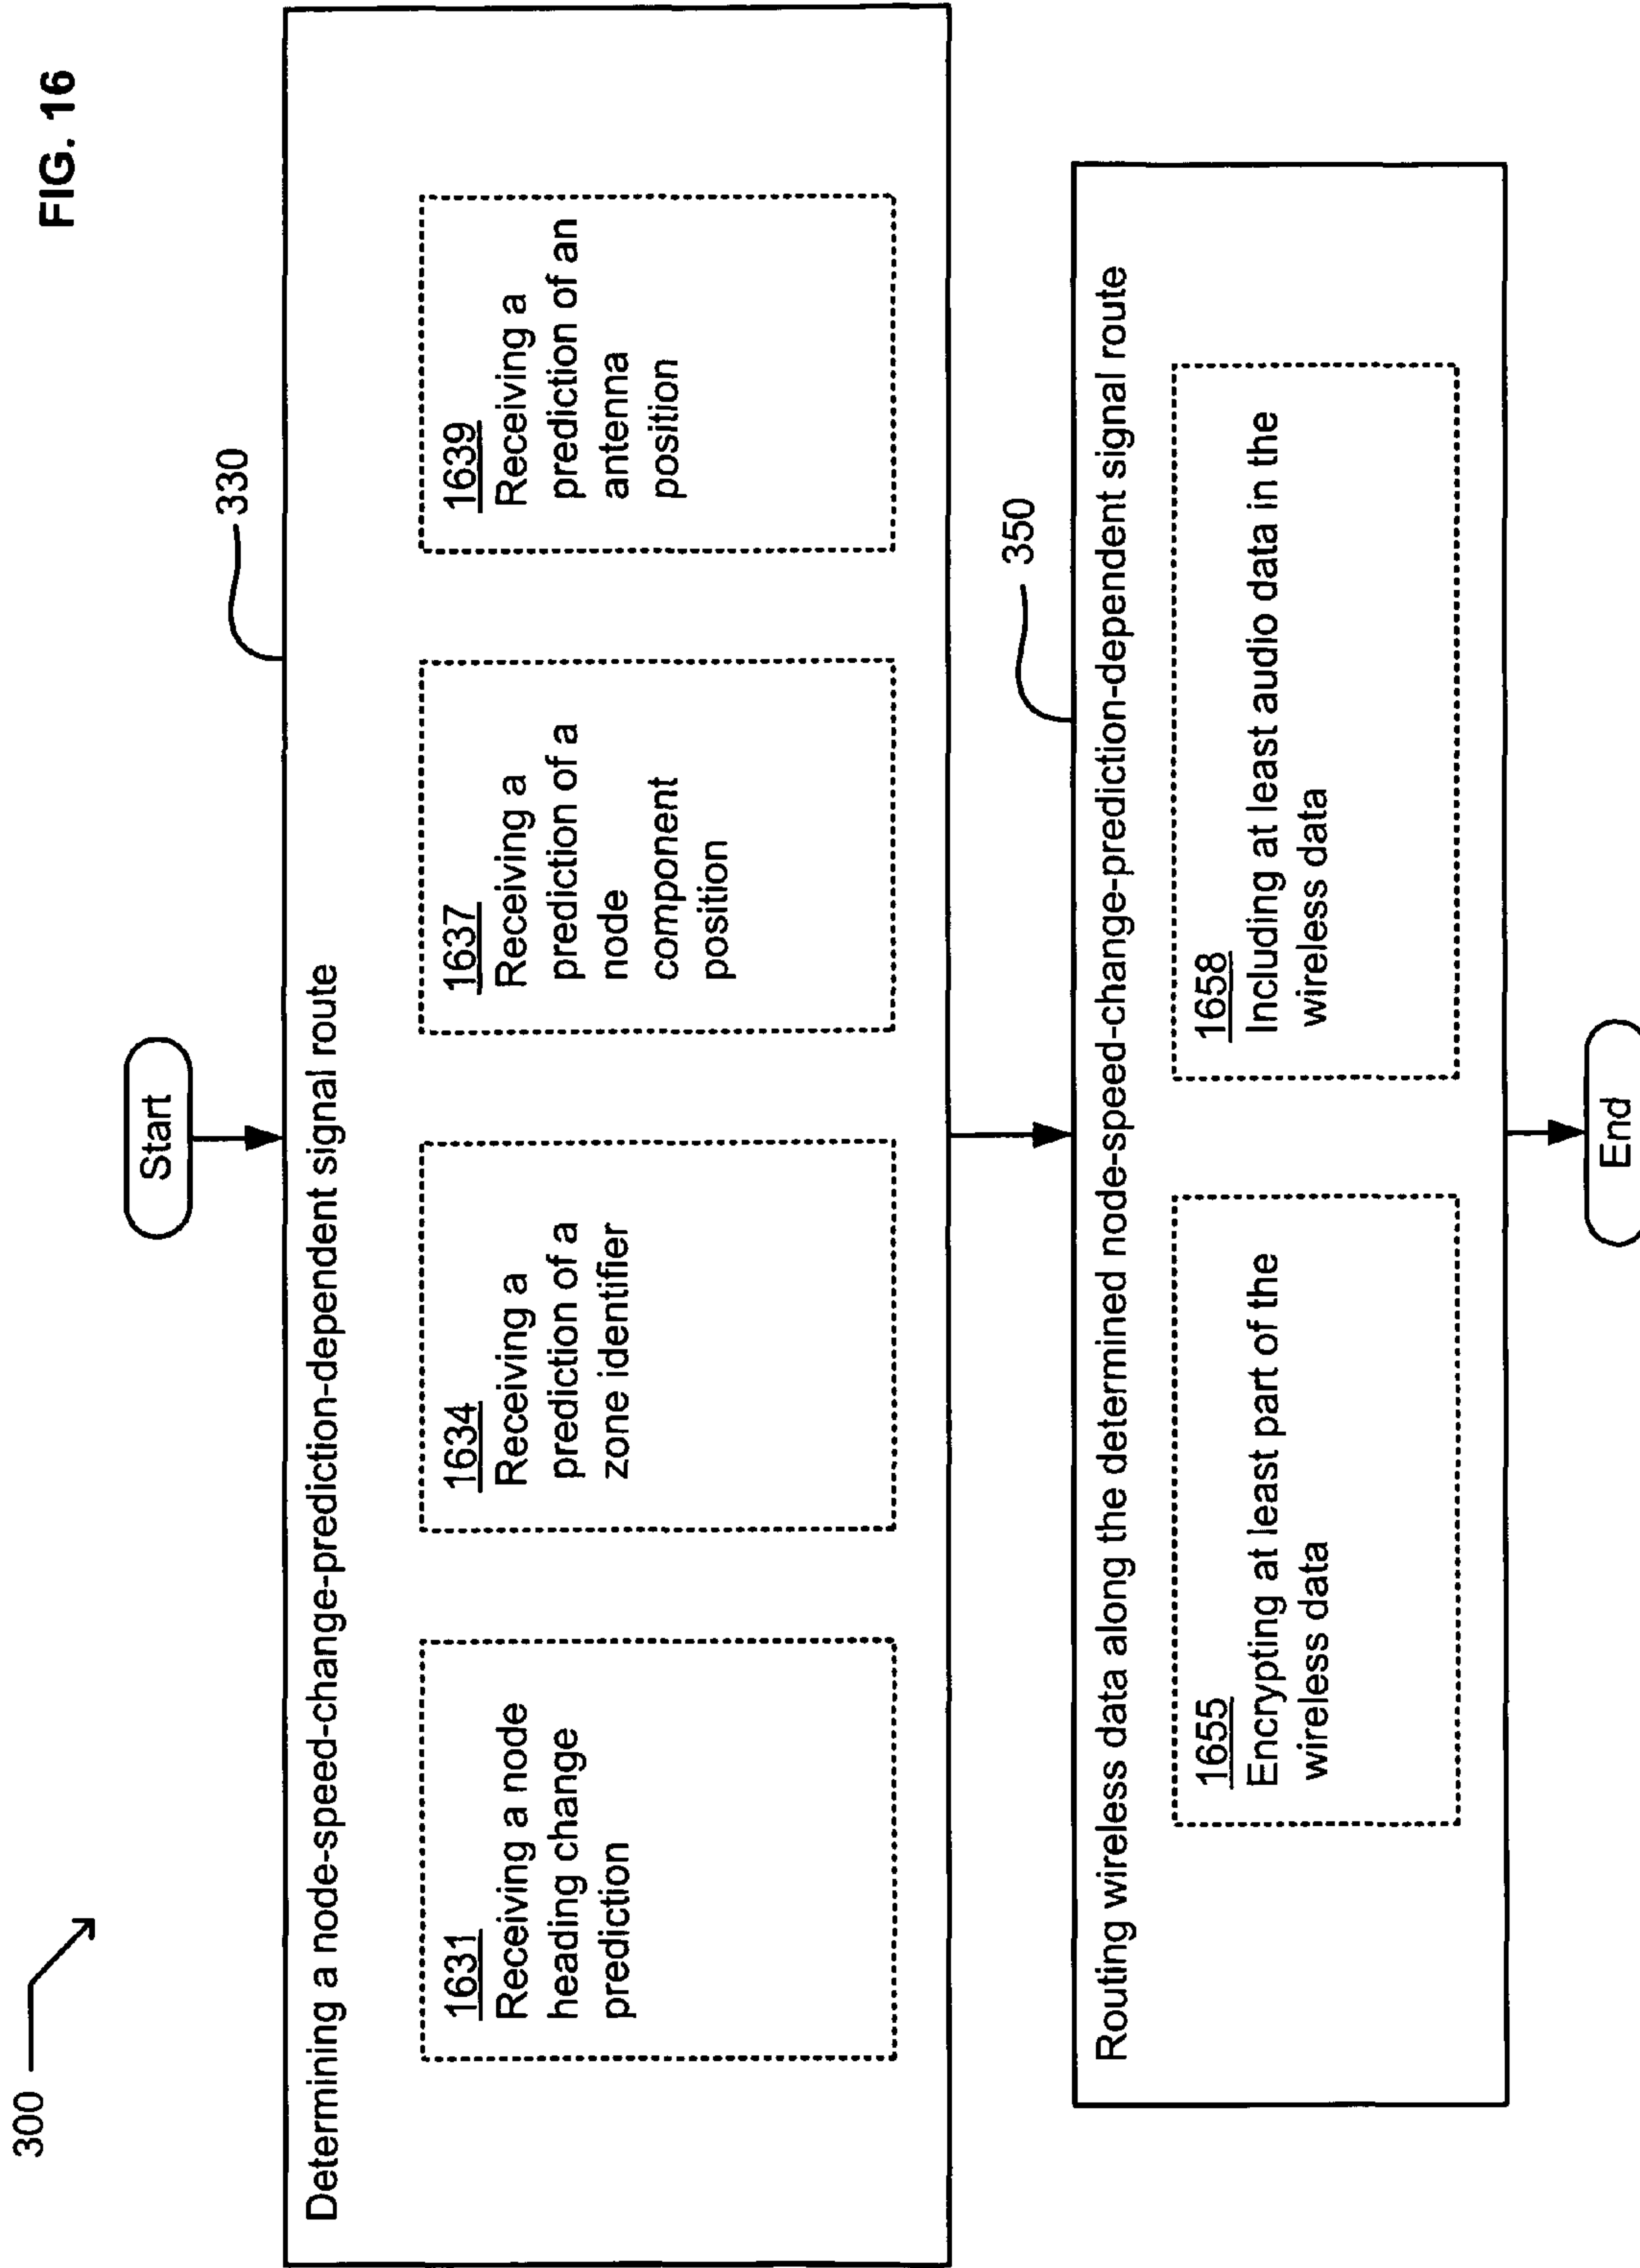 FIG. 16
300
Start
330
Determining a node-speed-change-prediction-dependent signal route
1631
Receiving a node
heading change
prediction
1634
Receiving a
prediction of a
zone identifier
1637
Receiving a
prediction of a
node
component
position
1639
Receiving a
prediction of an
antenna
position
350
Routing wireless data along the determined node-speed-change-prediction-dependent signal route
1655
Encrypting at least part of the
wireless data
1658
Including at least audio data in the
wireless data
End